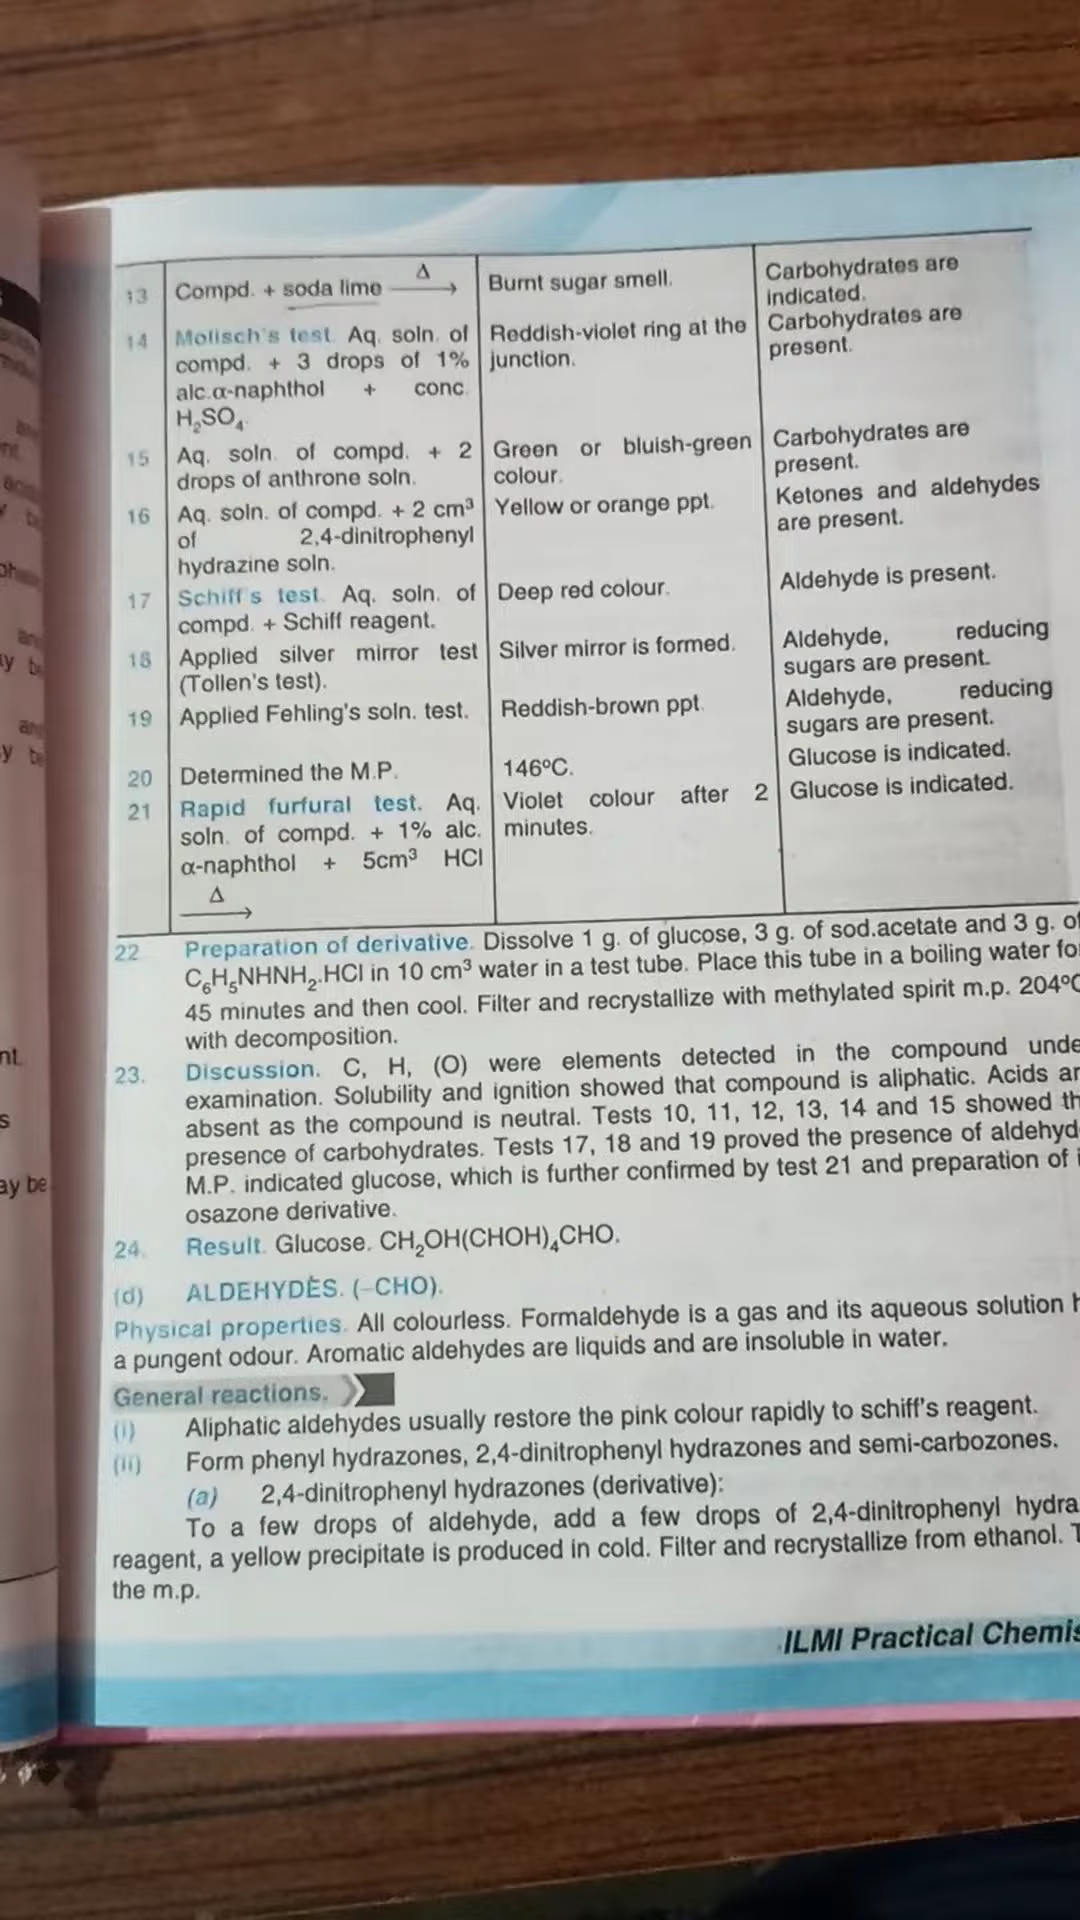 13 Compd. + soda lime Δ → Burnt sugar smell. Carbohydrates are
indicated.
14 Molisch's test. Aq. soln. of Reddish-violet ring at the Carbohydrates are
compd. + 3 drops of 1% junction. present.
alc.α-naphthol + conc.
H₂SO₄.
15 Aq. soln. of compd. + 2 Green or bluish-green Carbohydrates are
drops of anthrone soln. colour. present.
16 Aq. soln. of compd. + 2 cm³ Yellow or orange ppt. Ketones and aldehydes
of 2,4-dinitrophenyl are present.
hydrazine soln.
17 Schiff's test. Aq. soln. of Deep red colour. Aldehyde is present.
compd. + Schiff reagent.
18 Applied silver mirror test Silver mirror is formed. Aldehyde, reducing
(Tollen's test). sugars are present.
19 Applied Fehling's soln. test. Reddish-brown ppt. Aldehyde, reducing
sugars are present.
20 Determined the M.P. 146°C. Glucose is indicated.
21 Rapid furfural test. Aq. Violet colour after 2 Glucose is indicated.
soln. of compd. + 1% alc. minutes.
α-naphthol + 5cm³ HCl
Δ →
22 Preparation of derivative. Dissolve 1 g. of glucose, 3 g. of sod.acetate and 3 g. of
C₆H₅NHNH₂.HCl in 10 cm³ water in a test tube. Place this tube in a boiling water fo
45 minutes and then cool. Filter and recrystallize with methylated spirit m.p. 204°C
with decomposition.
23. Discussion. C, H, (O) were elements detected in the compound unde
examination. Solubility and ignition showed that compound is aliphatic. Acids ar
absent as the compound is neutral. Tests 10, 11, 12, 13, 14 and 15 showed th
presence of carbohydrates. Tests 17, 18 and 19 proved the presence of aldehyd
M.P. indicated glucose, which is further confirmed by test 21 and preparation of i
osazone derivative.
24. Result. Glucose. CH₂OH(CHOH)₄CHO.
(d) ALDEHYDÈS. (–CHO).
Physical properties. All colourless. Formaldehyde is a gas and its aqueous solution h
a pungent odour. Aromatic aldehydes are liquids and are insoluble in water.
General reactions.
(i) Aliphatic aldehydes usually restore the pink colour rapidly to schiff's reagent.
(ii) Form phenyl hydrazones, 2,4-dinitrophenyl hydrazones and semi-carbozones.
(a) 2,4-dinitrophenyl hydrazones (derivative):
To a few drops of aldehyde, add a few drops of 2,4-dinitrophenyl hydra
reagent, a yellow precipitate is produced in cold. Filter and recrystallize from ethanol. T
the m.p.
ILMI Practical Chemis